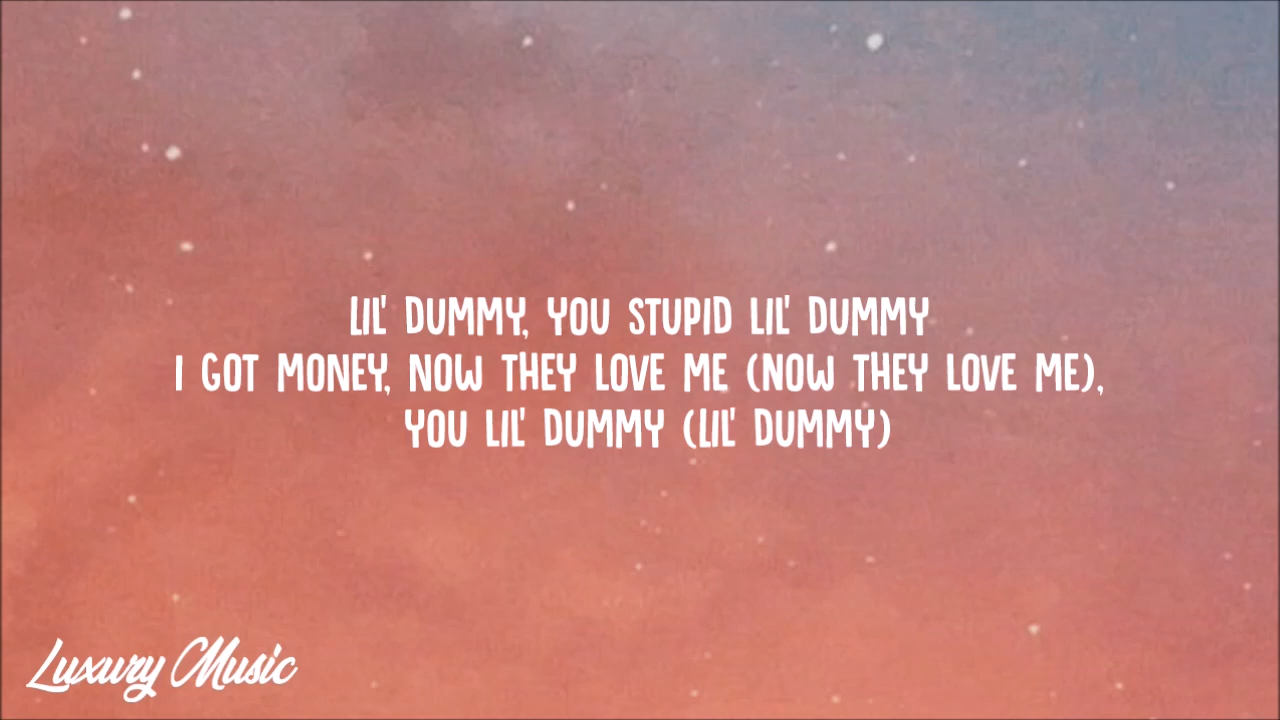 LIL' DUMMY, YOU STUPID LIL' DUMMY
I GOT MONEY, NOW THEY LOVE ME (NOW THEY LOVE ME),
YOU LIL' DUMMY (LIL' DUMMY)
Luxury Music